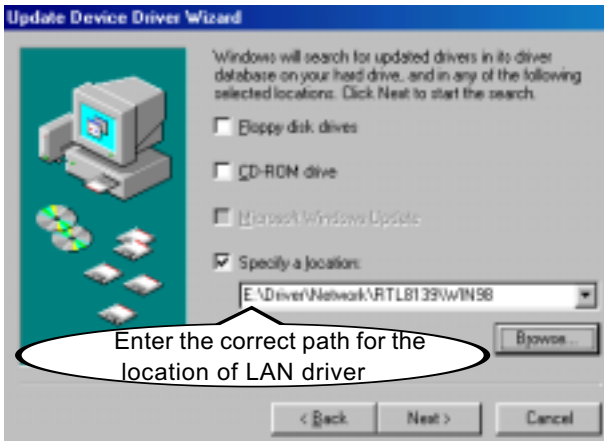 Update Device Driver Wizard
Windows will search for updated drivers in its driver
database on your hard drive, and in any of the following
selected locations. Click Next to start the search.
Floppy disk drives
CD-ROM drive
Microsoft Windows Update
Specify a location:
E:\Driver\Network\RTL8139\WIN98
Enter the correct path for the
location of LAN driver
Browse...
< Back
Next >
Cancel